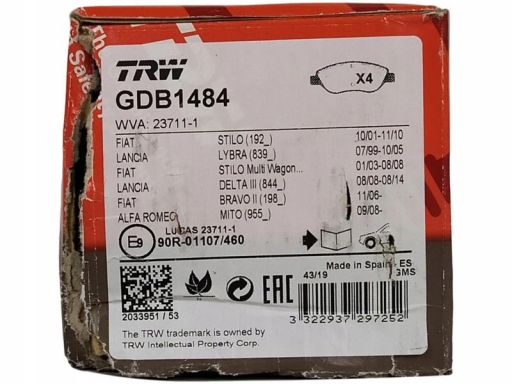 TRW
X4
GDB1484
WVA: 23711-1
FIAT STILO (192_) 10/01-11/10
LANCIA LYBRA (839_) 07/99-10/05
FIAT STILO Multi Wagon... 01/03-08/08
LANCIA DELTA III (844_) 08/08-08/14
FIAT BRAVO II (198_) 11/06-
ALFA ROMEO MITO (955_) 09/08-
LUCAS 23711-1
E9 90R-01107/460
Made in Spain - ES
43/19 GMS
EAC
2033951 / 53
3 322937 297252
The TRW trademark is owned by
TRW Intellectual Property Corp.